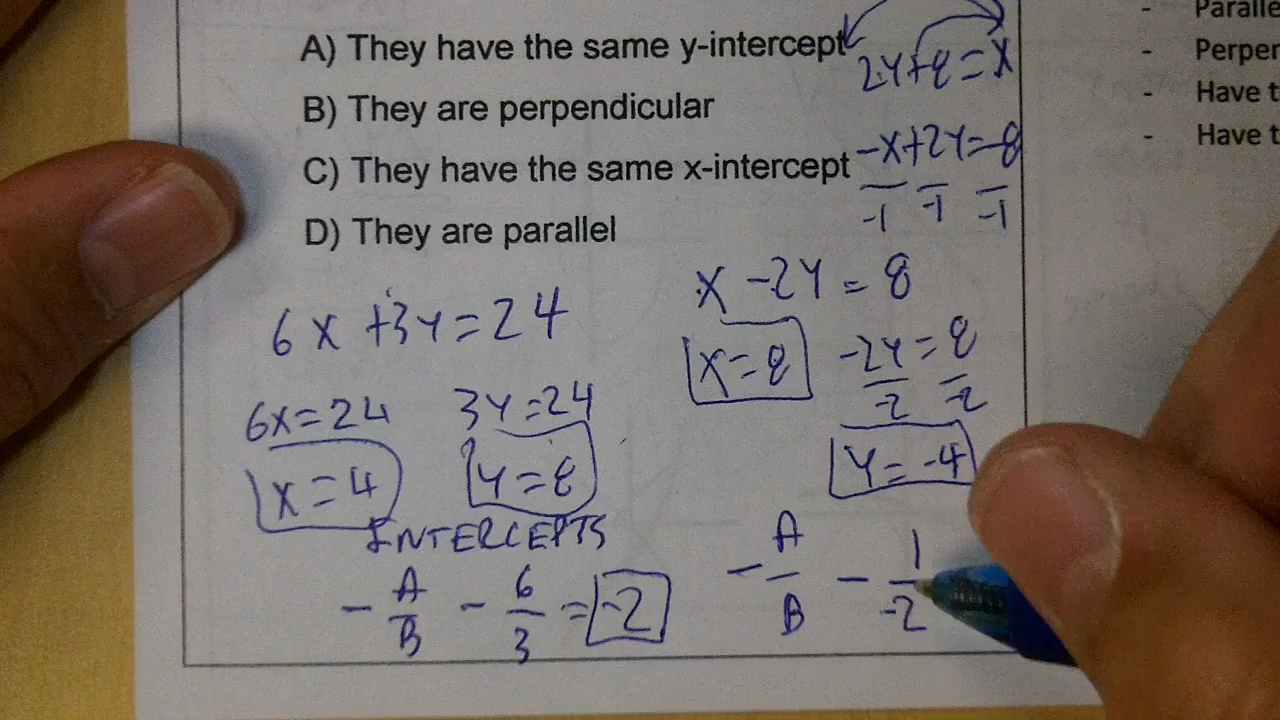 Paralle
A) They have the same y-intercept
2y+8=x
Perper
B) They are perpendicular
Have t
-x+2y=-8
Have t
C) They have the same x-intercept
-1 -1 -1
D) They are parallel
x-2y=8
6x+3y=24
x=8 -2y=8
-2 -2
6x=24 3y=24
y=-4
x=4 y=8
INTERCEPTS
-A/B -6/3 =-2
-A/B -1/-2